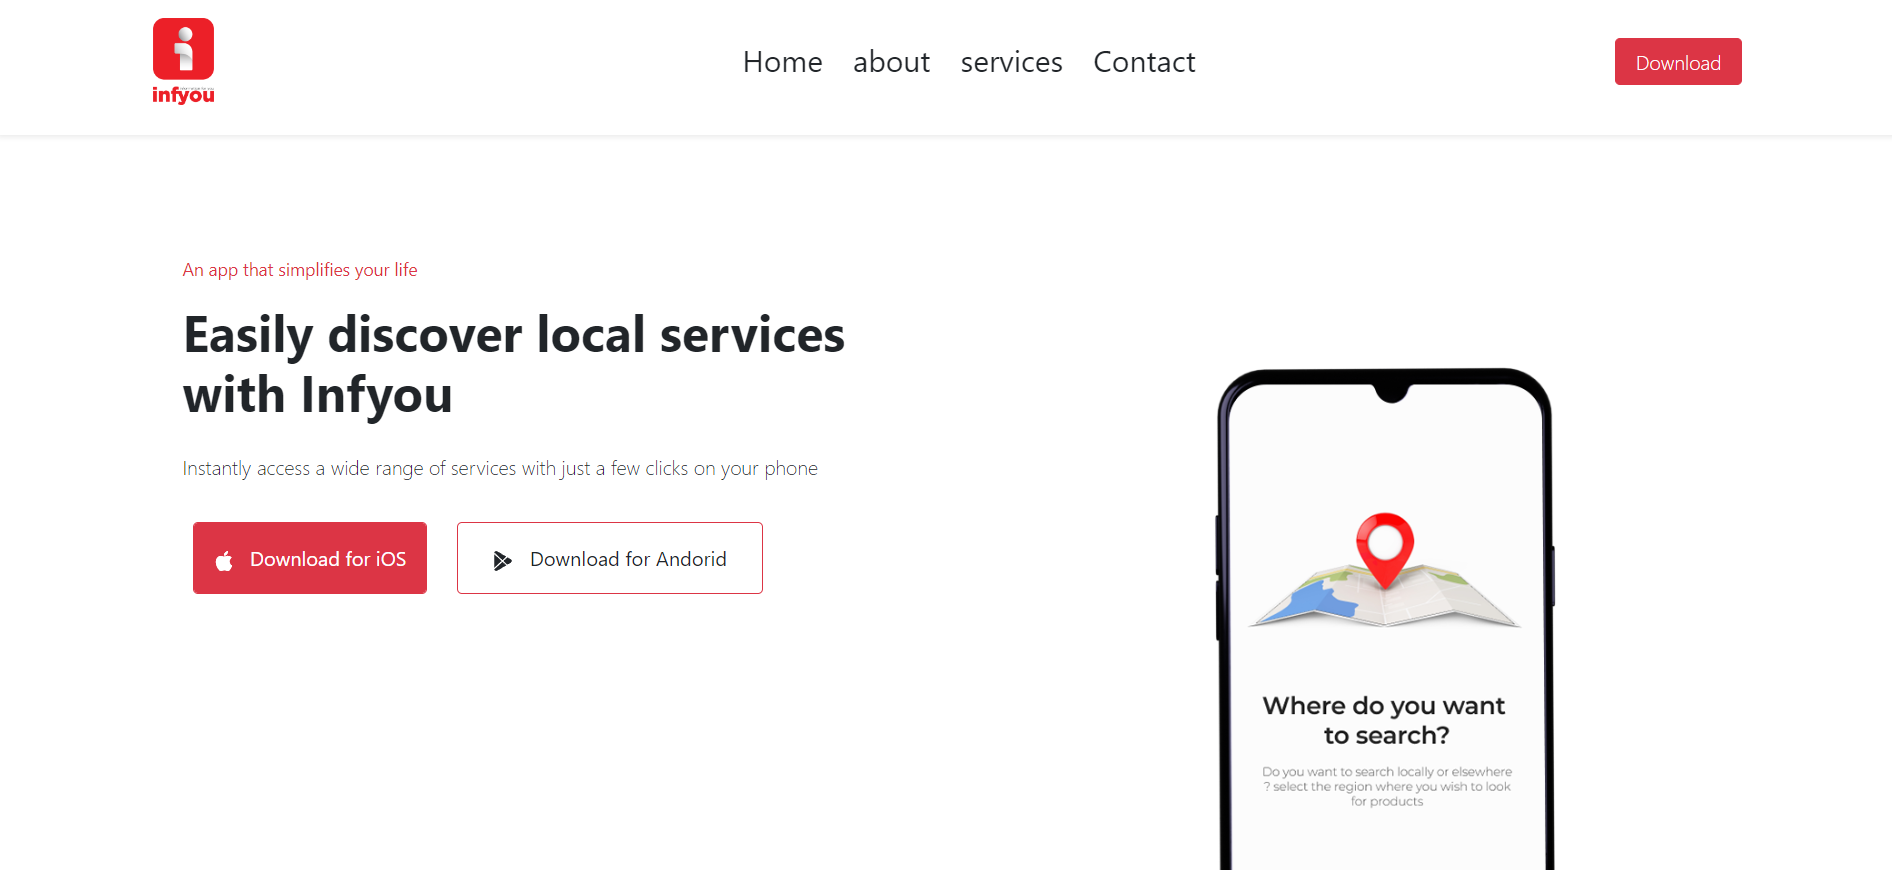 infyou
Home about services Contact
Download
An app that simplifies your life
Easily discover local services
with Infyou
Instantly access a wide range of services with just a few clicks on your phone
Download for iOS
Download for Andorid
Where do you want
to search?
Do you want to search locally or elsewhere
? select the region where you wish to look
for products